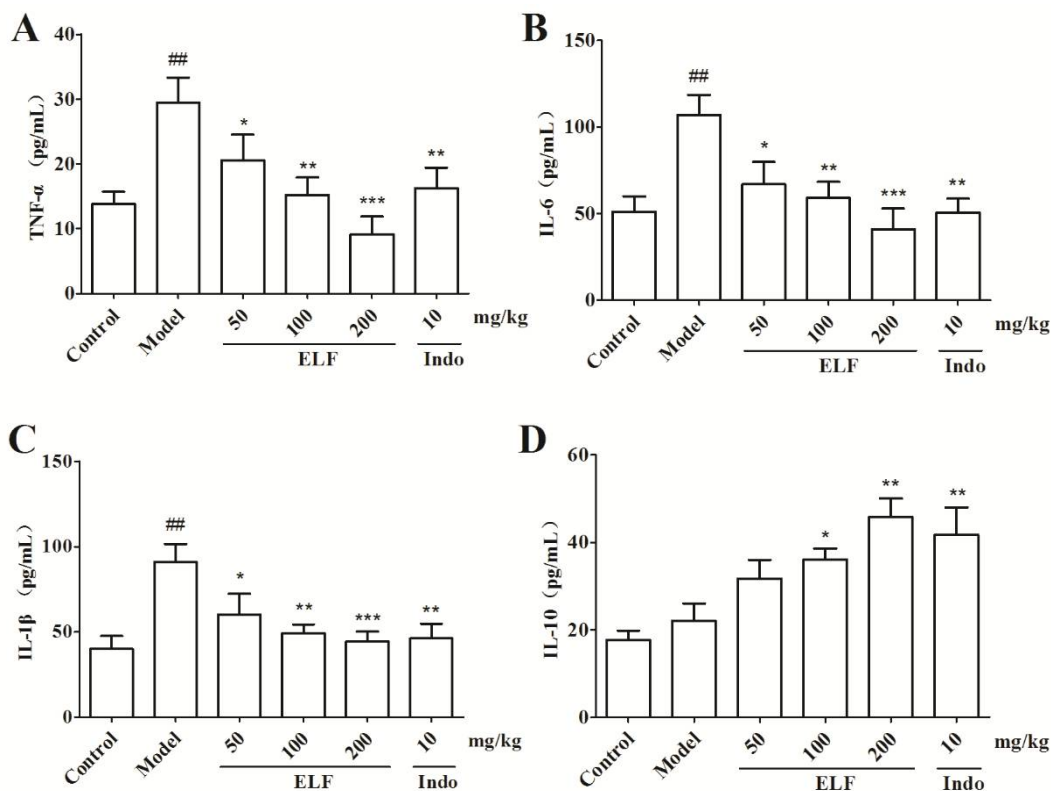 A
TNF-α (pg/mL)
40
30
20
10
0
##
*
**
***
**
Control
Model
50
100
200
10
mg/kg
ELF
Indo
B
IL-6 (pg/mL)
150
100
50
0
##
*
**
***
**
Control
Model
50
100
200
10
mg/kg
ELF
Indo
C
IL-1β (pg/mL)
150
100
50
0
##
*
**
***
**
Control
Model
50
100
200
10
mg/kg
ELF
Indo
D
IL-10 (pg/mL)
60
40
20
0
*
**
**
Control
Model
50
100
200
10
mg/kg
ELF
Indo